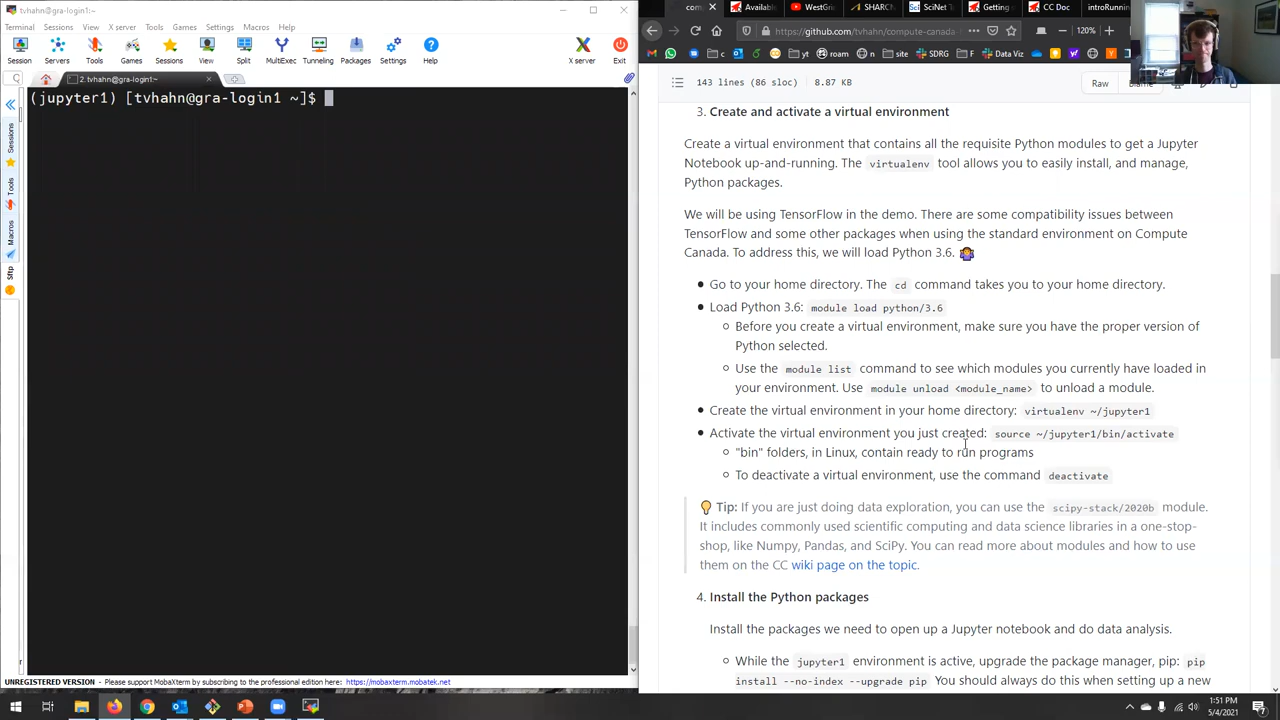 tvhahn@gra-login1:~
Terminal Sessions View X server Tools Games Settings Macros Help
Session Servers Tools Games Sessions View Split MultiExec Tunneling Packages Settings Help X server Exit
2. tvhahn@gra-login1:~
(jupyter1) [tvhahn@gra-login1 ~]$
Sessions
Tools
Macros
Sftp
UNREGISTERED VERSION - Please support MobaXterm by subscribing to the professional edition here: https://mobaxterm.mobatek.net
https://github.com/tvhahn/compute-canada
120%
Gmail
WhatsApp
143 lines (86 sloc) 8.87 KB
Raw Blame
3. Create and activate a virtual environment
Create a virtual environment that contains all the requisite Python modules to get a Jupyter
Notebook up-and-running. The virtualenv tool allows you to easily install, and manage,
Python packages.
We will be using TensorFlow in the demo. There are some compatibility issues between
TensorFlow and some other packages when using the standard environment on Compute
Canada. To address this, we will load Python 3.6.
Go to your home directory. The cd command takes you to your home directory.
Load Python 3.6: module load python/3.6
Before you create a virtual environment, make sure you have the proper version of
Python selected.
Use the module list command to see which modules you currently have loaded in
your environment. Use module unload <module_name> to unload a module.
Create the virtual environment in your home directory: virtualenv ~/jupyter1
Activate the virtual environment you just created: source ~/jupyter1/bin/activate
"bin" folders, in Linux, contain ready to run programs
To deactivate a virtual environment, use the command deactivate
Tip: If you are just doing data exploration, you can use the scipy-stack/2020b module.
It includes commonly used scientific computing and data science libraries in a one-stop-
shop, like Numpy, Pandas, and SciPy. You can read more about modules and how to use
them on the CC wiki page on the topic.
4. Install the Python packages
Install the packages we need to open up a Jupyter notebook and do data analysis.
While the jupyter1 environment is active, upgrade the package manager, pip: pip
install --no-index --upgrade pip You should always do this when setting up a new
1:51 PM
5/4/2021